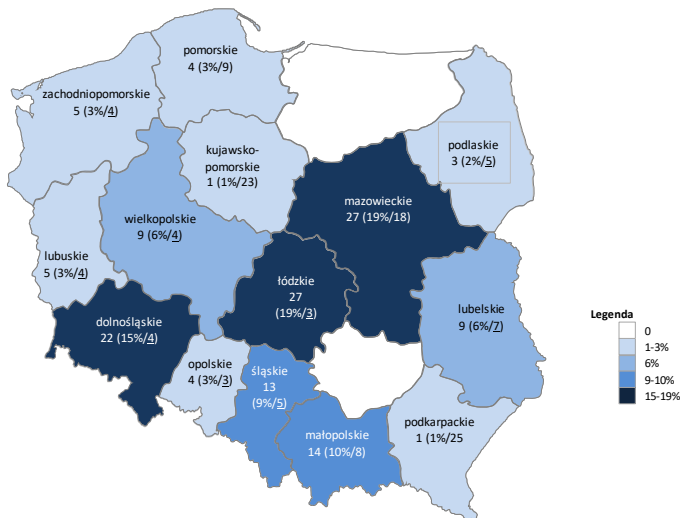 pomorskie
4 (3%/9)
zachodniopomorskie
5 (3%/4)
podlaskie
3 (2%/5)
kujawsko-
pomorskie
1 (1%/23)
mazowieckie
27 (19%/18)
wielkopolskie
9 (6%/4)
lubuskie
5 (3%/4)
łódzkie
27
(19%/3)
lubelskie
9 (6%/7)
dolnośląskie
22 (15%/4)
opolskie
4 (3%/3)
śląskie
13
(9%/5)
małopolskie
14 (10%/8)
podkarpackie
1 (1%/25
Legenda
0
1-3%
6%
9-10%
15-19%